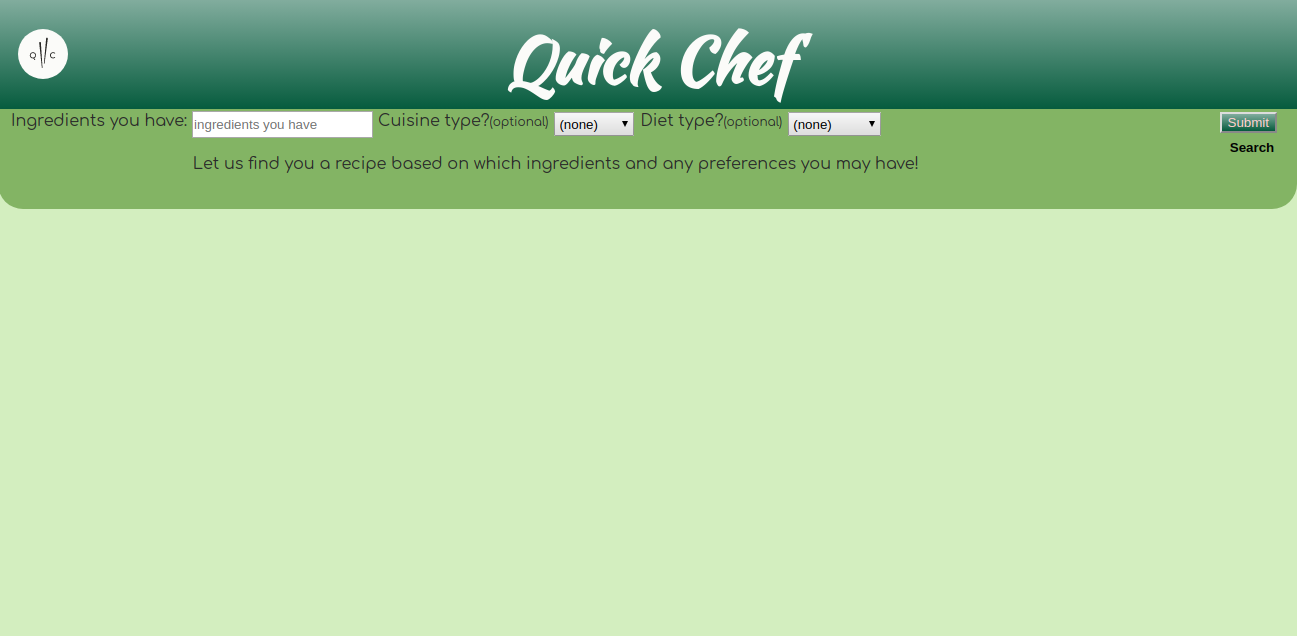 Q C
Quick Chef
Ingredients you have: ingredients you have Cuisine type?(optional) (none) Diet type?(optional) (none) Submit
Search
Let us find you a recipe based on which ingredients and any preferences you may have!